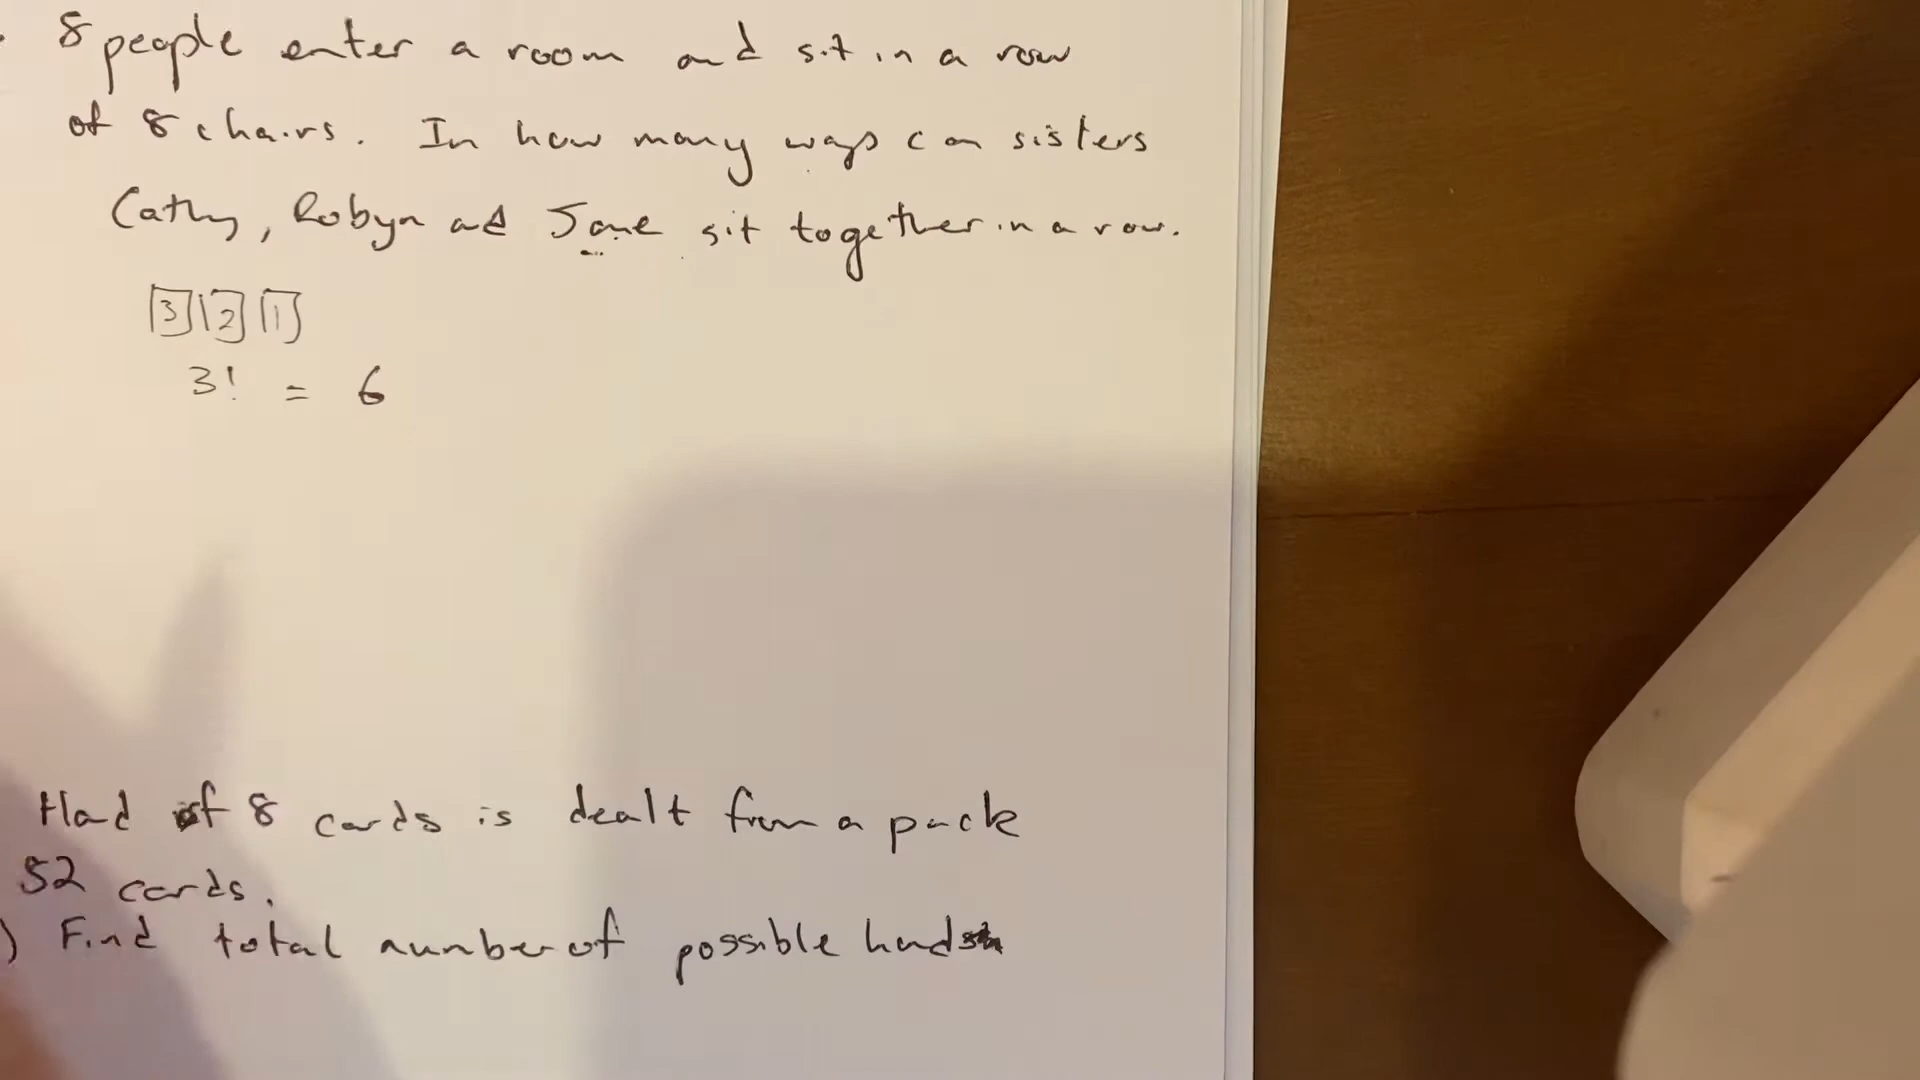 8 people enter a room and sit in a row
of 8 chairs. In how many ways can sisters
Cathy, Robyn and Jane sit together in a row.
3 2 1
3! = 6
Hand of 8 cards is dealt from a pack
52 cards.
) Find total number of possible hands